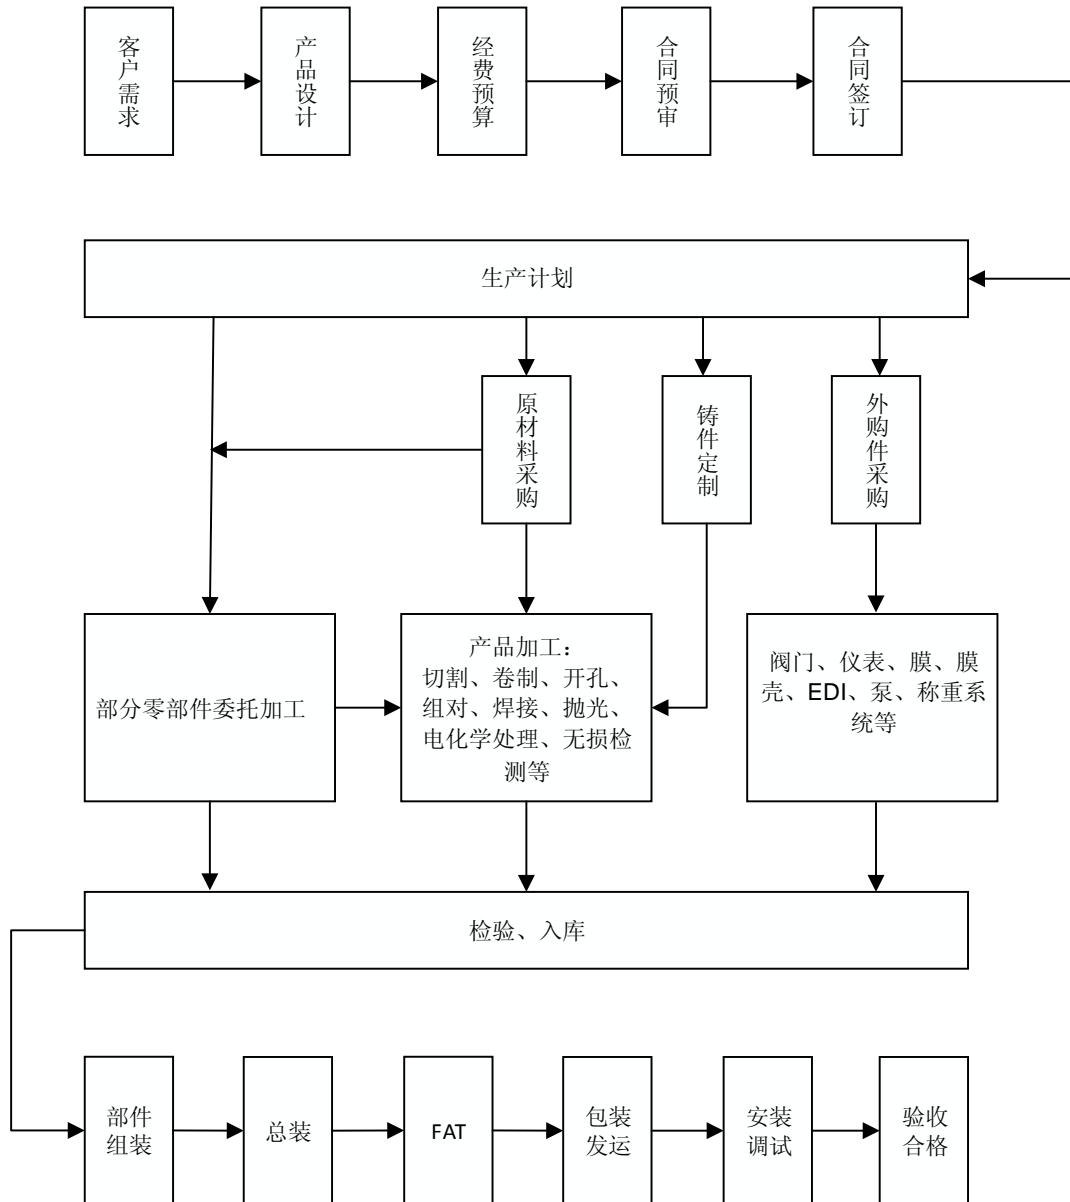 客户需求
产品设计
经费预算
合同预审
合同签订
生产计划
原材料采购
铸件定制
外购件采购
部分零部件委托加工
产品加工：
切割、卷制、开孔、
组对、焊接、抛光、
电化学处理、无损检
测等
阀门、仪表、膜、膜
壳、EDI、泵、称重系
统等
检验、入库
部件
组装
总装
FAT
包装
发运
安装
调试
验收
合格